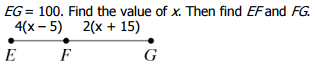 EG = 100. Find the value of x. Then find EF and FG.
4(x – 5) 2(x + 15)
E F G